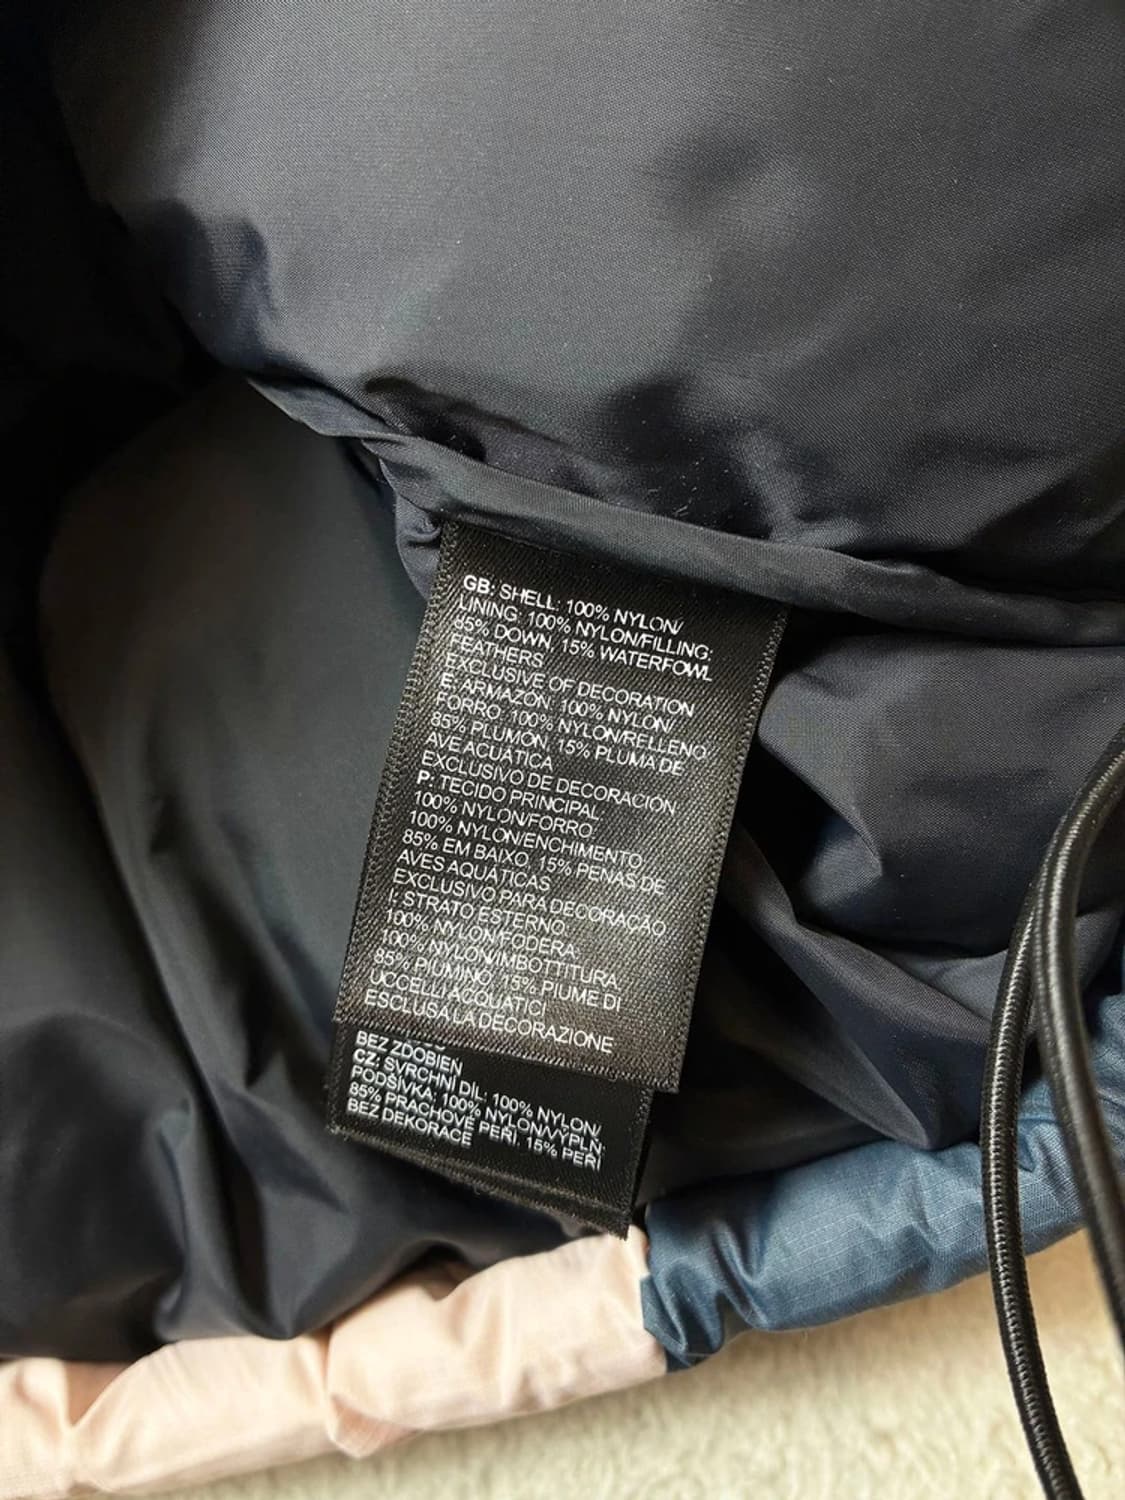 GB: SHELL: 100% NYLON/
LINING: 100% NYLON/FILLING:
85% DOWN, 15% WATERFOWL
FEATHERS
EXCLUSIVE OF DECORATION
E: ARMAZÓN: 100% NYLON/
FORRO: 100% NYLON/RELLENO:
85% PLUMÓN, 15% PLUMA DE
AVE ACUÁTICA
EXCLUSIVO DE DECORACIÓN
P: TECIDO PRINCIPAL
100% NYLON/FORRO
100% NYLON/ENCHIMENTO
85% EM BAIXO, 15% PENAS DE
AVES AQUÁTICAS
EXCLUSIVO PARA DECORAÇÃO
I: STRATO ESTERNO
100% NYLON/FODERA
100% NYLON/IMBOTTITURA
85% PIUMINO, 15% PIUME DI
UCCELLI ACQUATICI
ESCLUSA LA DECORAZIONE
BEZ ZDOBIEŃ
CZ: SVRCHNÍ DÍL: 100% NYLON/
PODŠÍVKA: 100% NYLON/VÝPLŇ:
85% PRACHOVÉ PEŘÍ, 15% PEŘÍ
BEZ DEKORACE